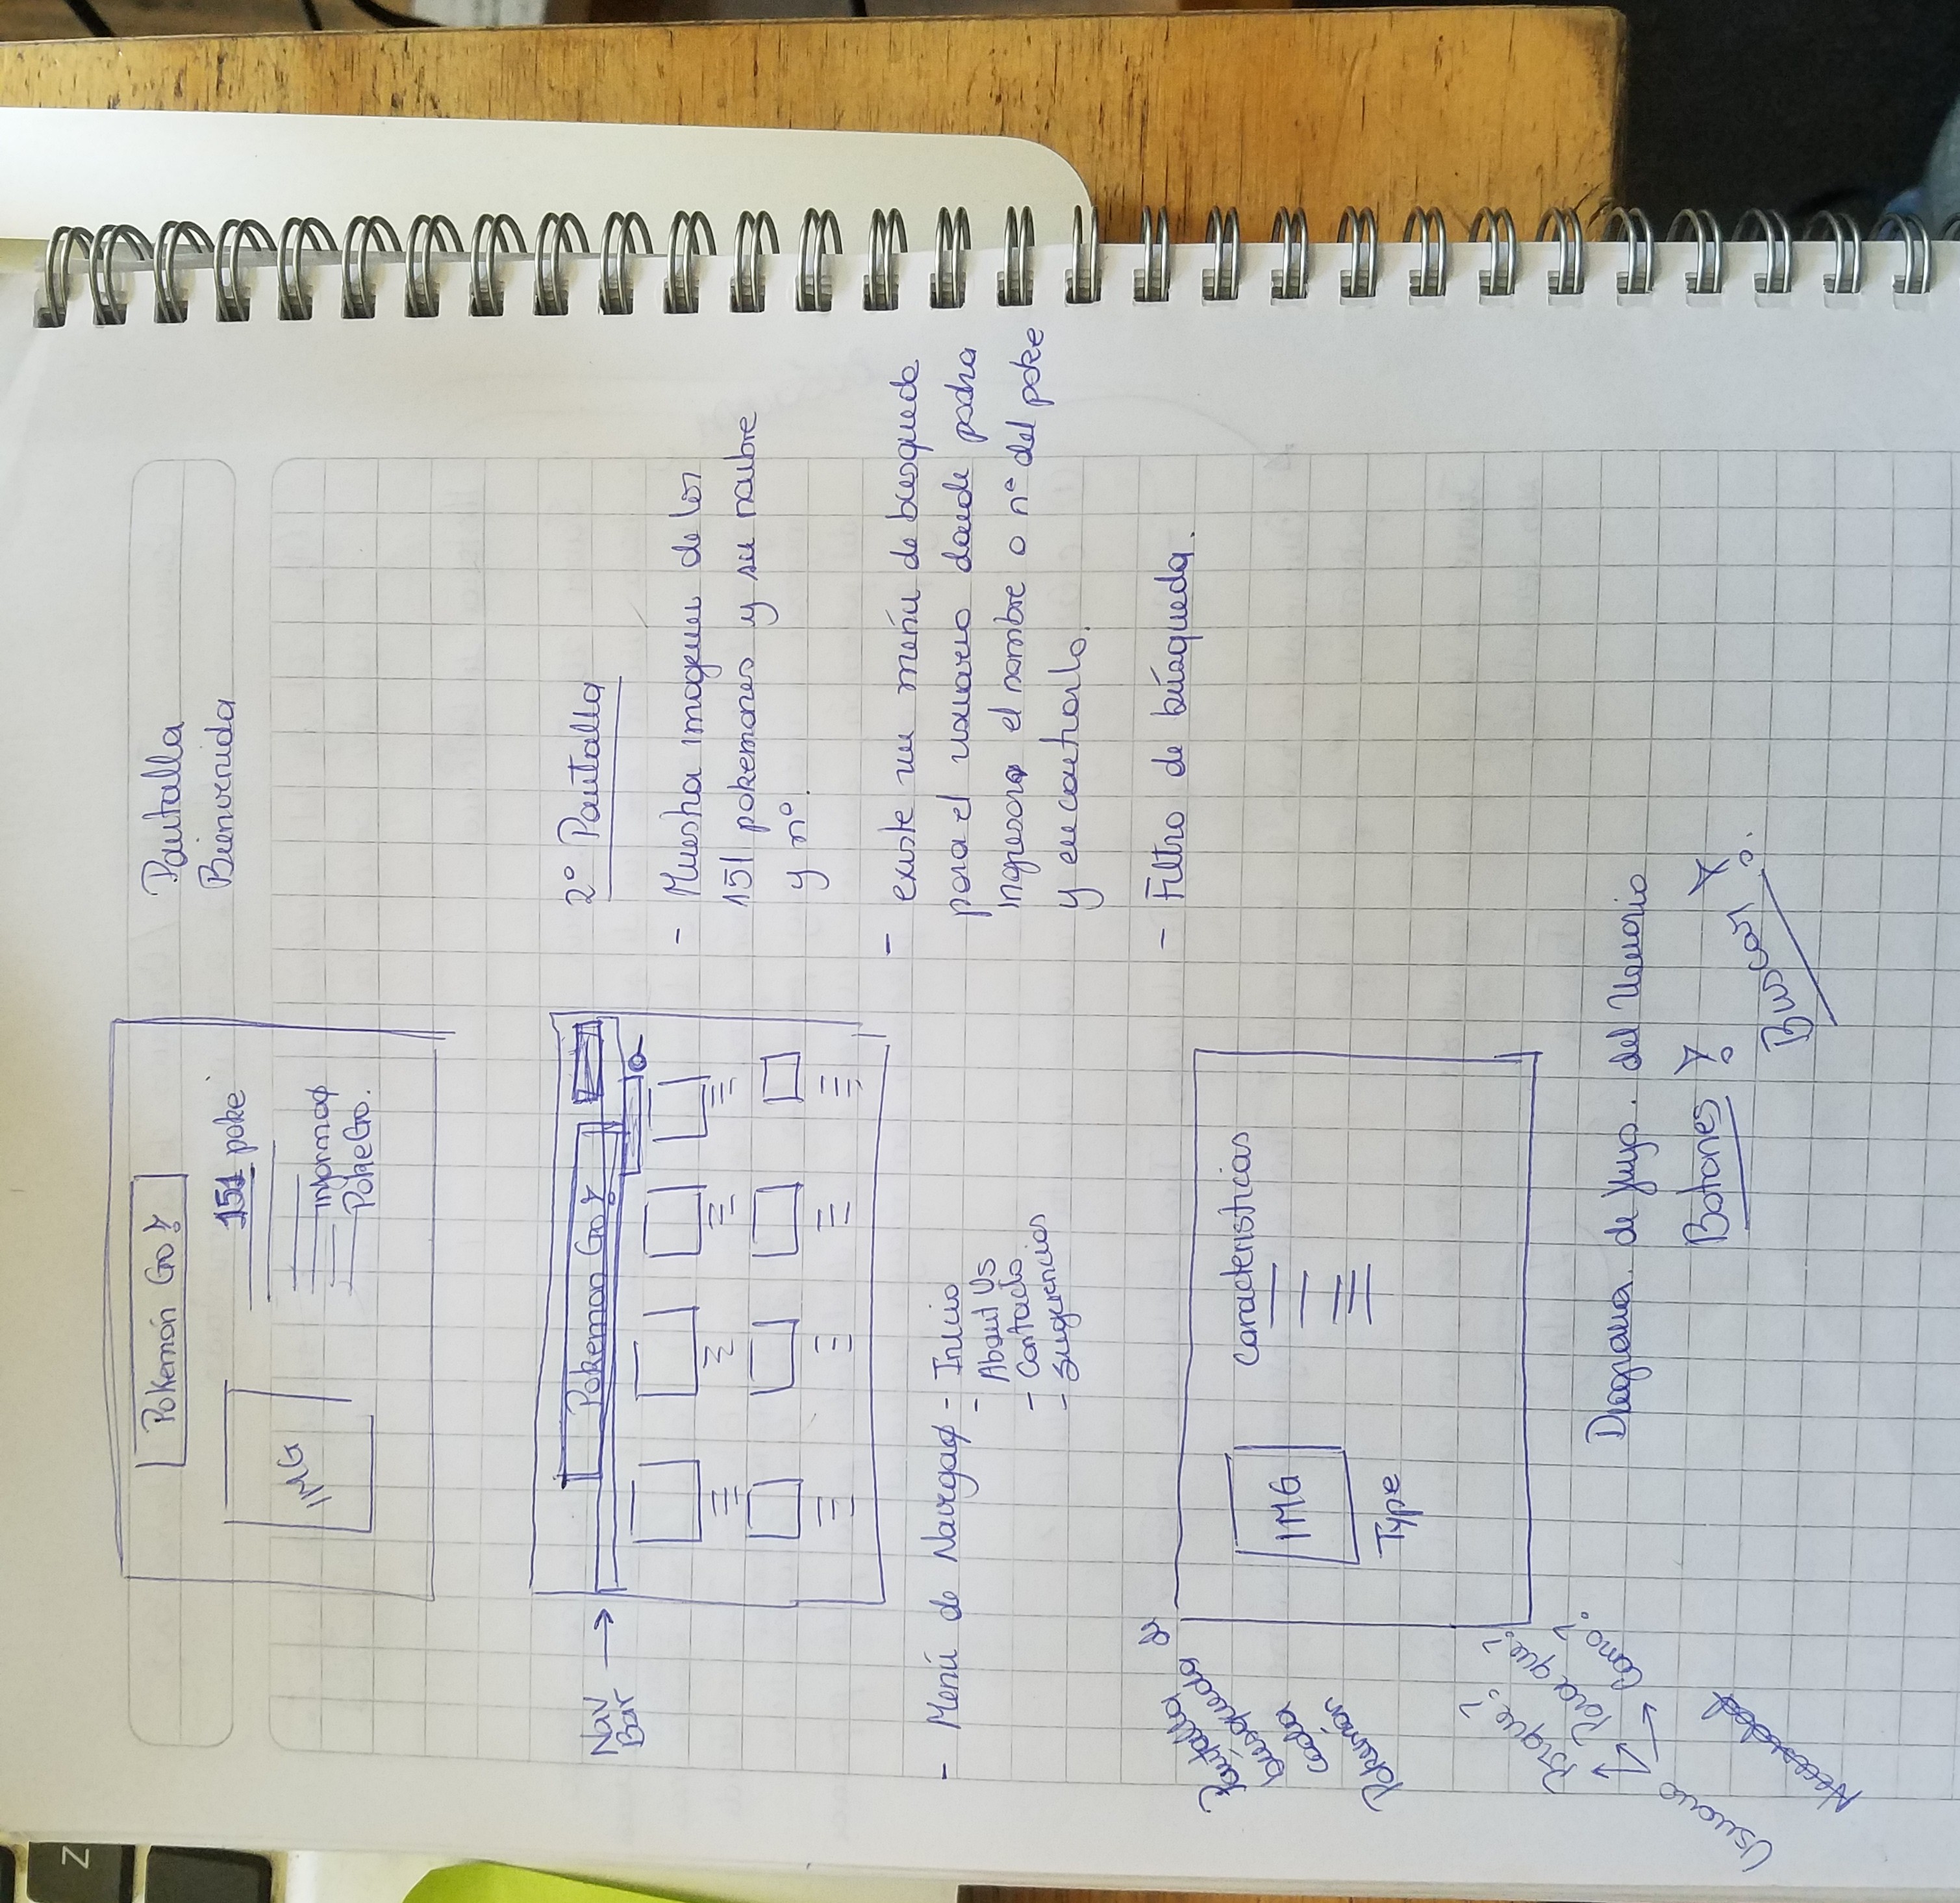 Z
Pokemón Go!
Pantalla
Bienvenida
151 poke
IMG
informaø
PokeGo.
Nav
Bar
Pokemon Go!
2° Pantalla
- Muestra imagenes de los
151 pokemones y su nombre
y n°.
- existe un menú de busqueda
para el usuario donde podra
ingresar el nombre o n° del poke
y encontrarlo.
- Filtro de búsqueda.
- Menú de Navegaø - Inicio
- About Us
- Contacto
- Sugerencias
Pantalla de
búsqueda
cada
Pokemón
IMG
Type
caracteristicas
Usuario
Porque?
Para que?
Como?
Necesidad
Diagrama. de flujo. del Usuario
Botones !
Buscar !